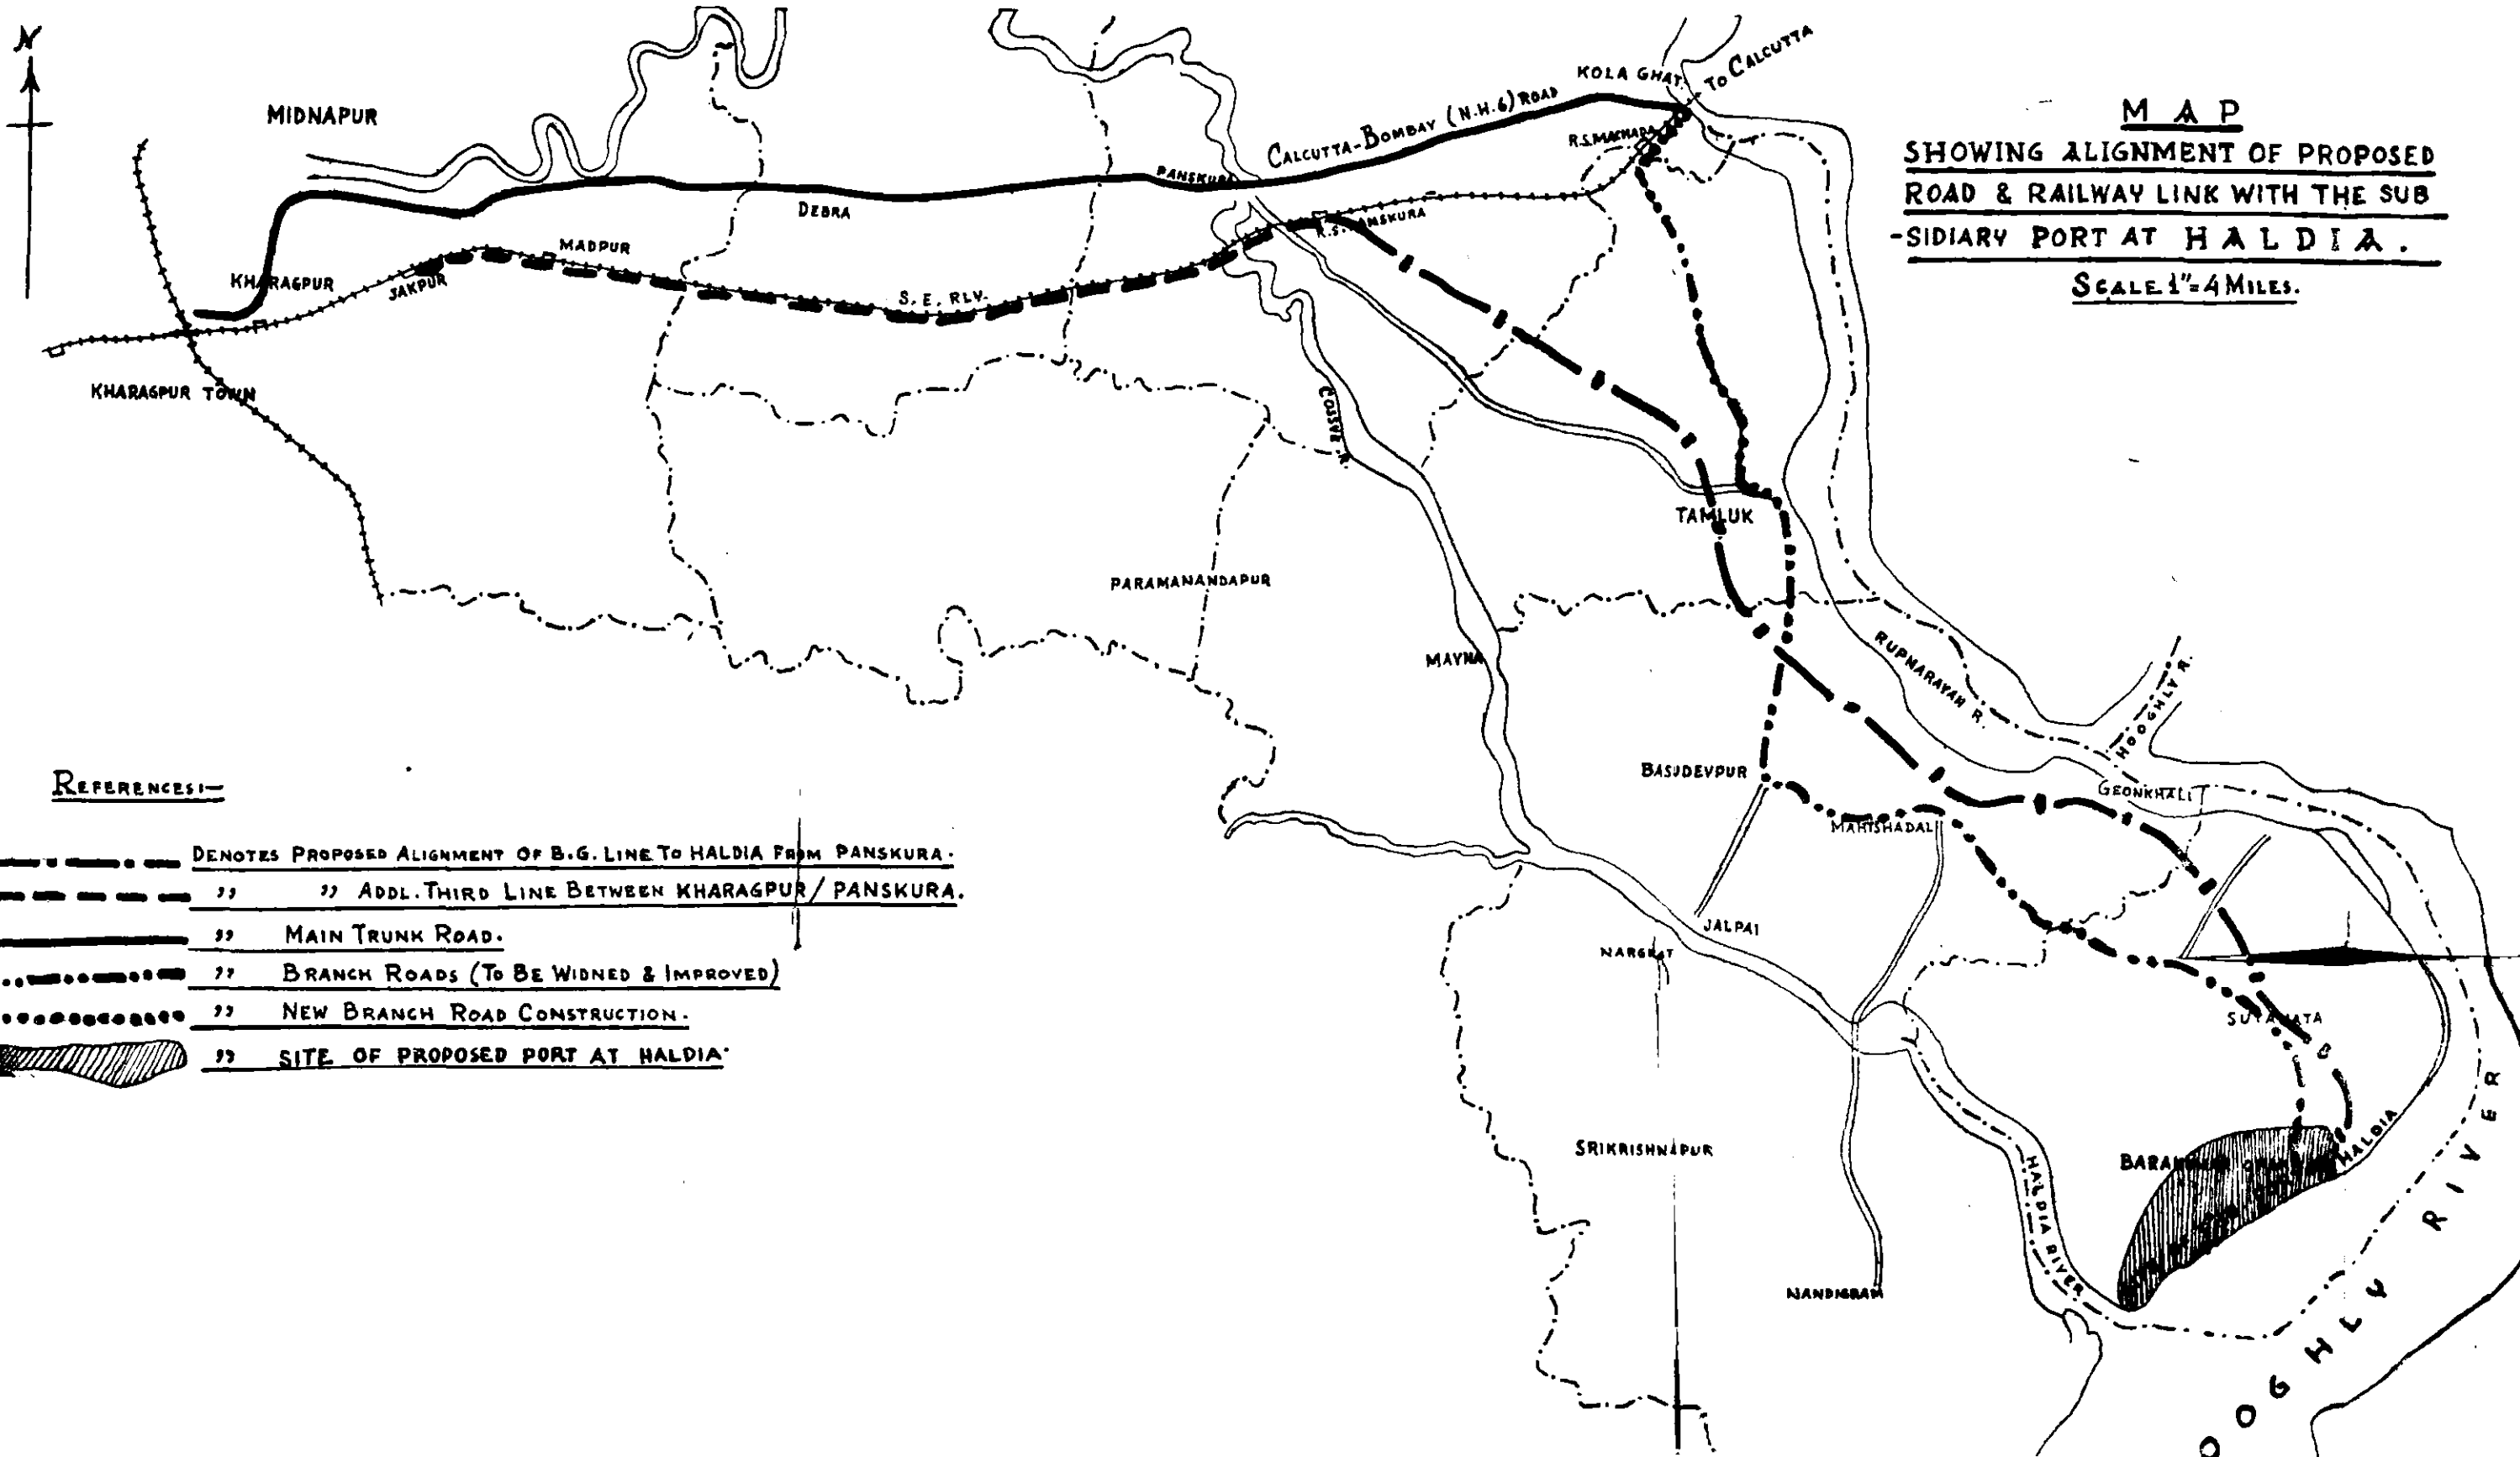 N
MAP
SHOWING ALIGNMENT OF PROPOSED
ROAD & RAILWAY LINK WITH THE SUB
-SIDIARY PORT AT HALDIA.
SCALE 1"=4 MILES.
MIDNAPUR
KOLA GHAT
TO CALCUTTA
CALCUTTA-BOMBAY (N.H.6) ROAD
PANSKURA
DEBRA
MADPUR
KHARAGPUR
JAKPUR
S.E. RLY.
KHARAGPUR TOWN
TAMLUK
PARAMANANDAPUR
MAYNA
RUPNARAYAN R.
HOOGHLY R.
BASUDEVPUR
GEONKHALI
MAHISHADAL
JALPAI
SUTAHATA
SRIKRISHNAPUR
HALDIA
HALDIA RIVER
NANDIGRAM
OOGHLY RIVER
REFERENCES:-
DENOTES PROPOSED ALIGNMENT OF B.G. LINE TO HALDIA FROM PANSKURA.
" " ADDL. THIRD LINE BETWEEN KHARAGPUR/PANSKURA.
" MAIN TRUNK ROAD.
" BRANCH ROADS (TO BE WIDNED & IMPROVED)
" NEW BRANCH ROAD CONSTRUCTION.
" SITE OF PROPOSED PORT AT HALDIA.